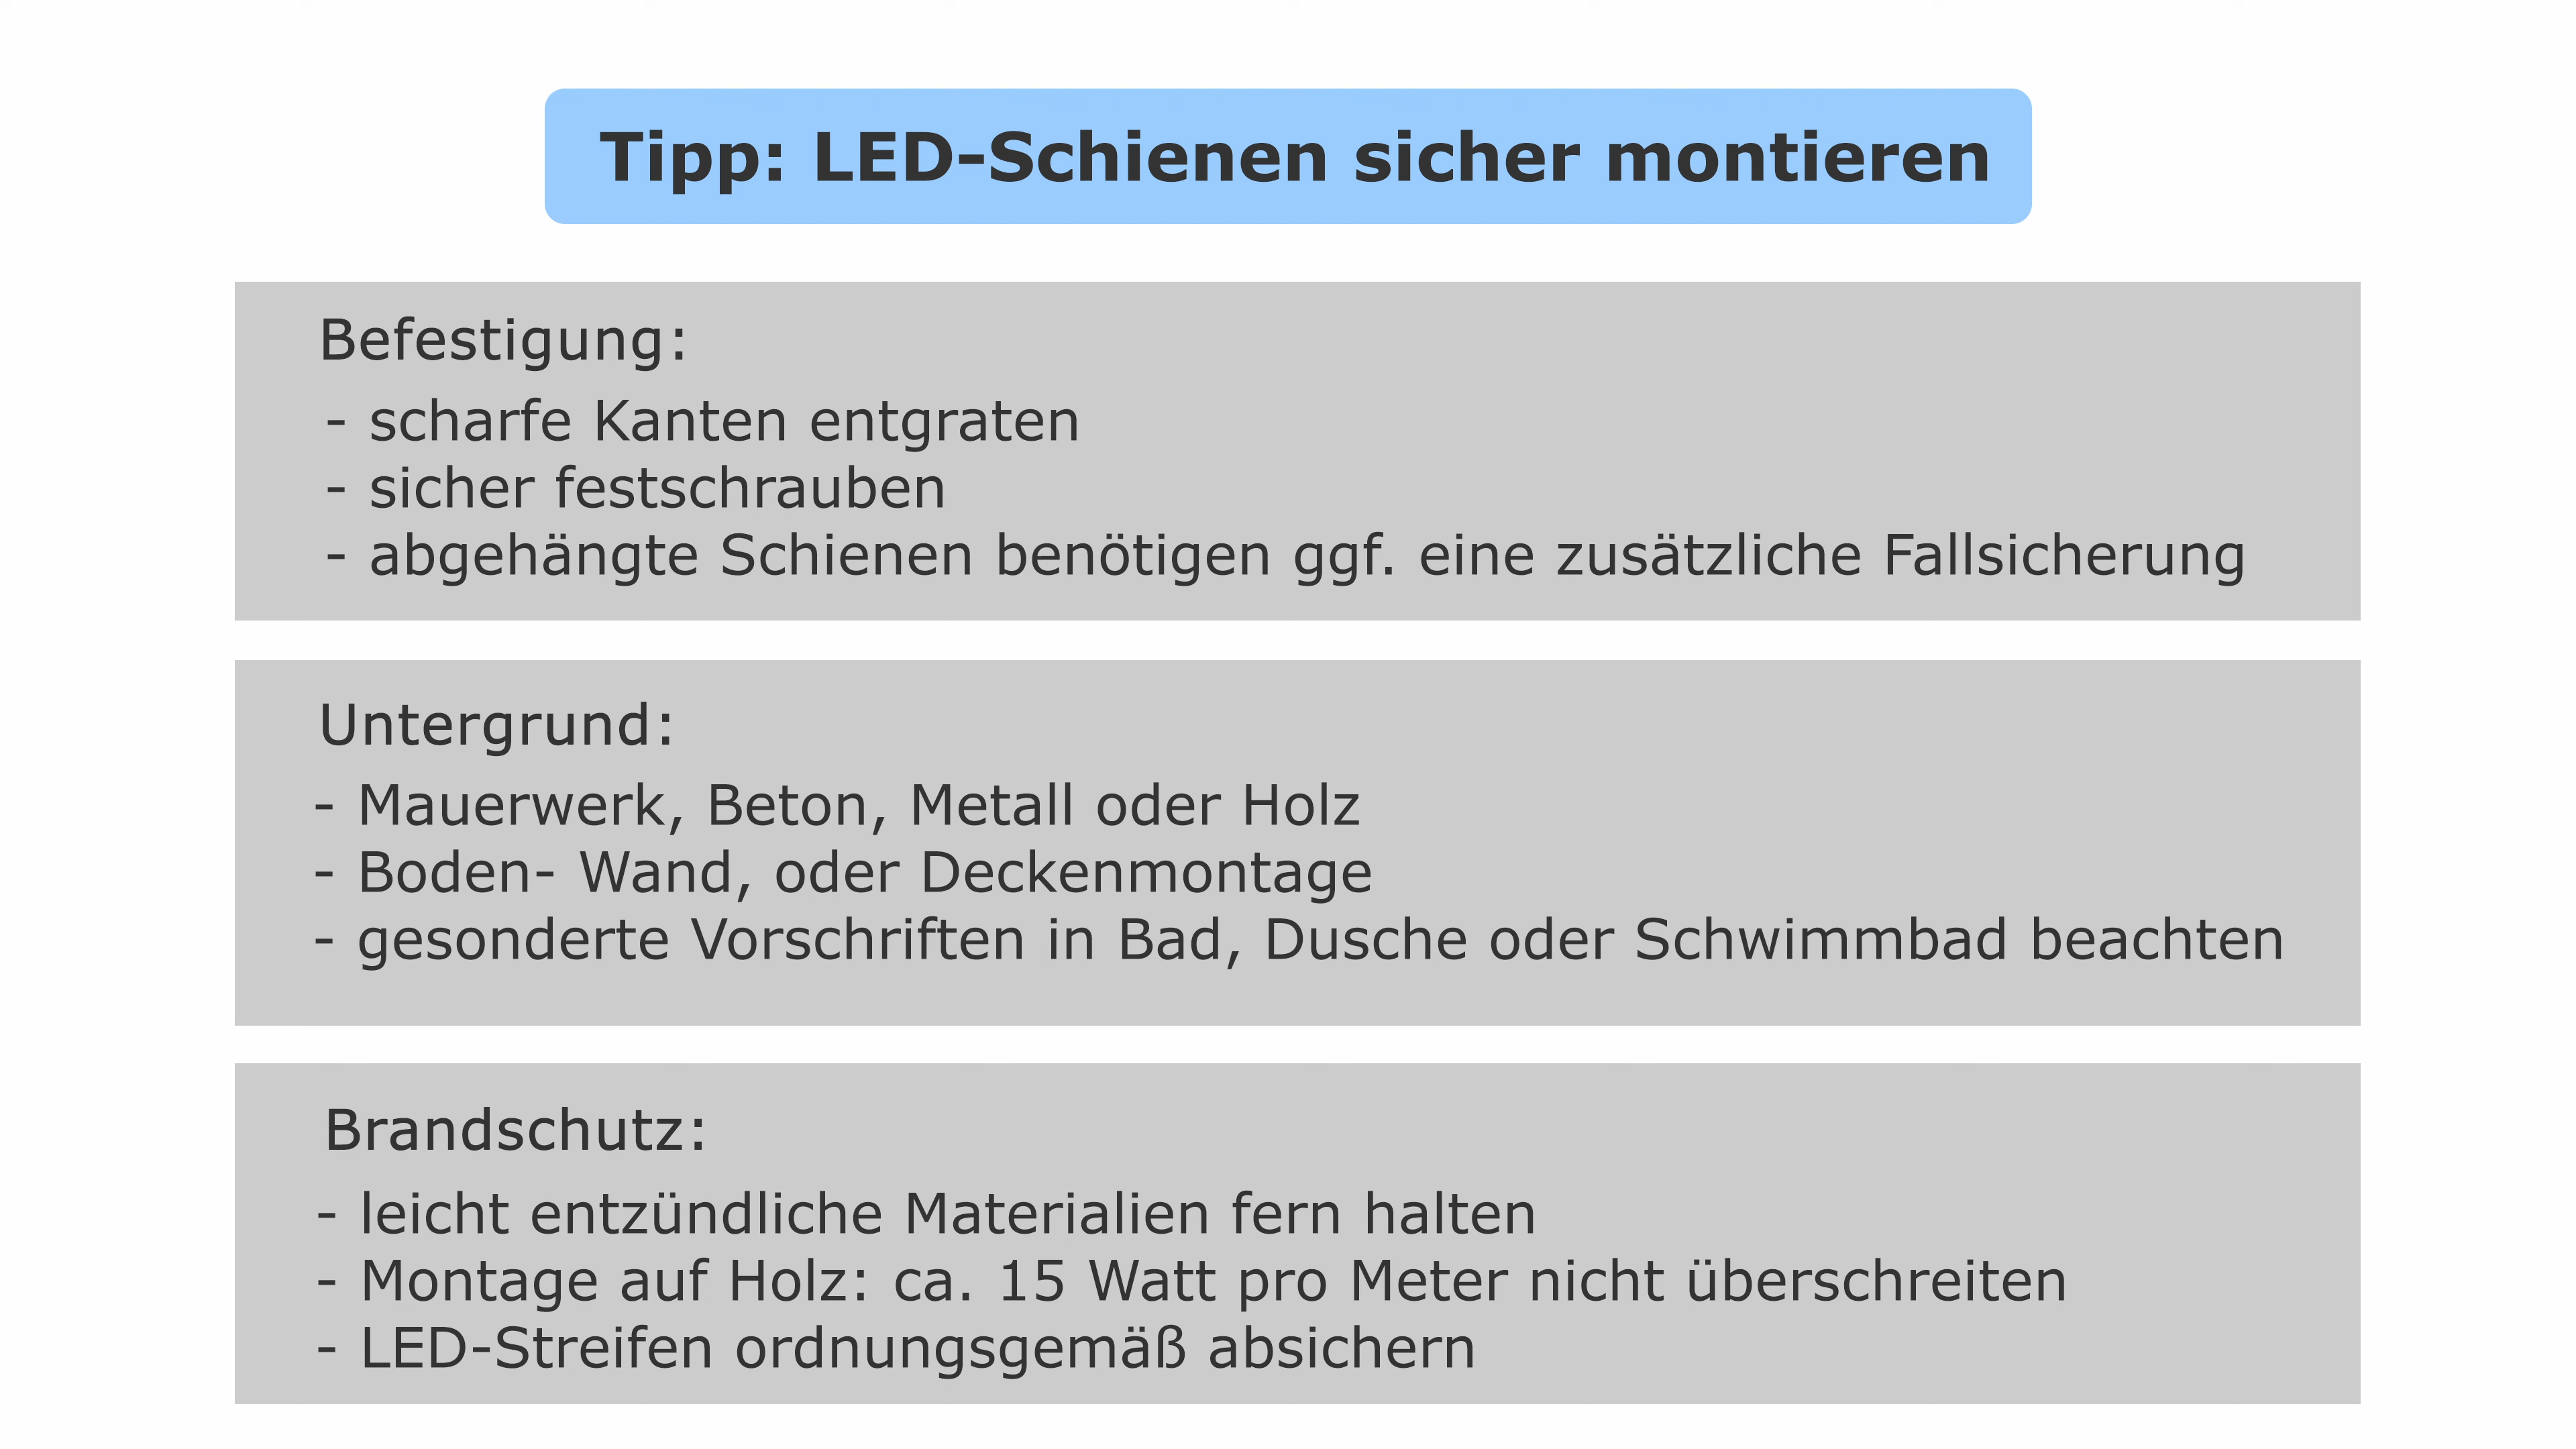 Tipp: LED-Schienen sicher montieren
Befestigung:
- scharfe Kanten entgraten
- sicher festschrauben
- abgehängte Schienen benötigen ggf. eine zusätzliche Fallsicherung
Untergrund:
- Mauerwerk, Beton, Metall oder Holz
- Boden- Wand, oder Deckenmontage
- gesonderte Vorschriften in Bad, Dusche oder Schwimmbad beachten
Brandschutz:
- leicht entzündliche Materialien fern halten
- Montage auf Holz: ca. 15 Watt pro Meter nicht überschreiten
- LED-Streifen ordnungsgemäß absichern